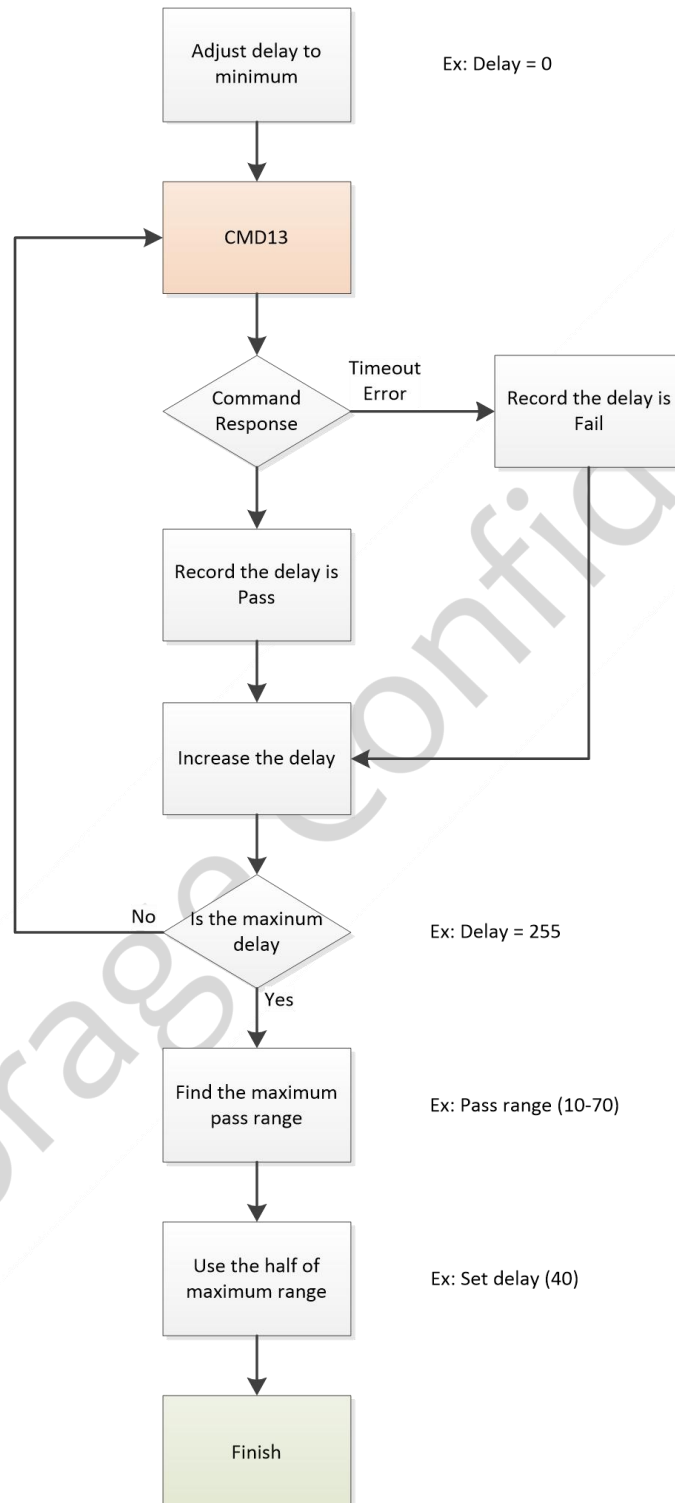 Adjust delay to
minimum
Ex: Delay = 0
CMD13
Command
Response
Timeout
Error
Record the delay is
Fail
Record the delay is
Pass
Increase the delay
Is the maxinum
delay
No
Ex: Delay = 255
Yes
Find the maximum
pass range
Ex: Pass range (10-70)
Use the half of
maximum range
Ex: Set delay (40)
Finish